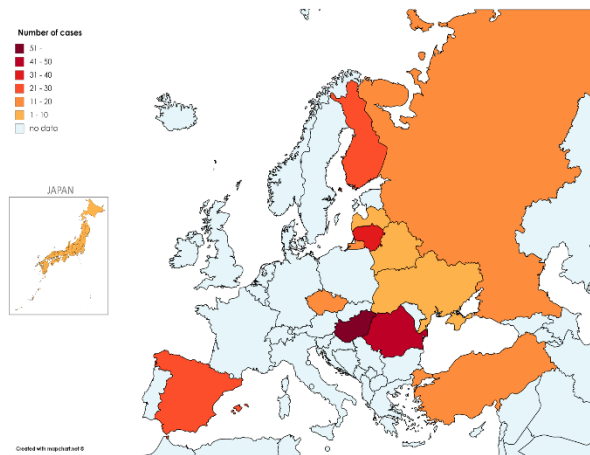 Number of cases
51 -
41 - 50
31 - 40
21 - 30
11 - 20
1 - 10
no data
JAPAN
Created with mapchart.net ©